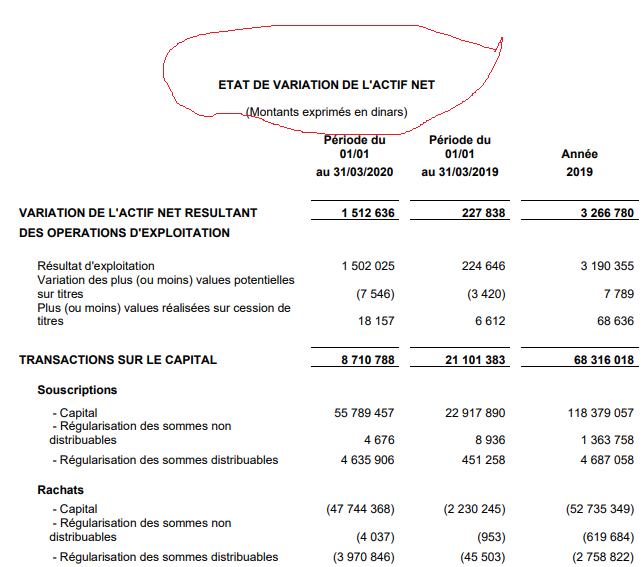 ETAT DE VARIATION DE L'ACTIF NET
(Montants exprimés en dinars)
Période du Période du
01/01 01/01 Année
au 31/03/2020 au 31/03/2019 2019
VARIATION DE L'ACTIF NET RESULTANT 1 512 636 227 838 3 266 780
DES OPERATIONS D'EXPLOITATION
Résultat d'exploitation 1 502 025 224 646 3 190 355
Variation des plus (ou moins) values potentielles
sur titres (7 546) (3 420) 7 789
Plus (ou moins) values réalisées sur cession de
titres 18 157 6 612 68 636
TRANSACTIONS SUR LE CAPITAL 8 710 788 21 101 383 68 316 018
Souscriptions
- Capital 55 789 457 22 917 890 118 379 057
- Régularisation des sommes non
distribuables 4 676 8 936 1 363 758
- Régularisation des sommes distribuables 4 635 906 451 258 4 687 058
Rachats
- Capital (47 744 368) (2 230 245) (52 735 349)
- Régularisation des sommes non
distribuables (4 037) (953) (619 684)
- Régularisation des sommes distribuables (3 970 846) (45 503) (2 758 822)